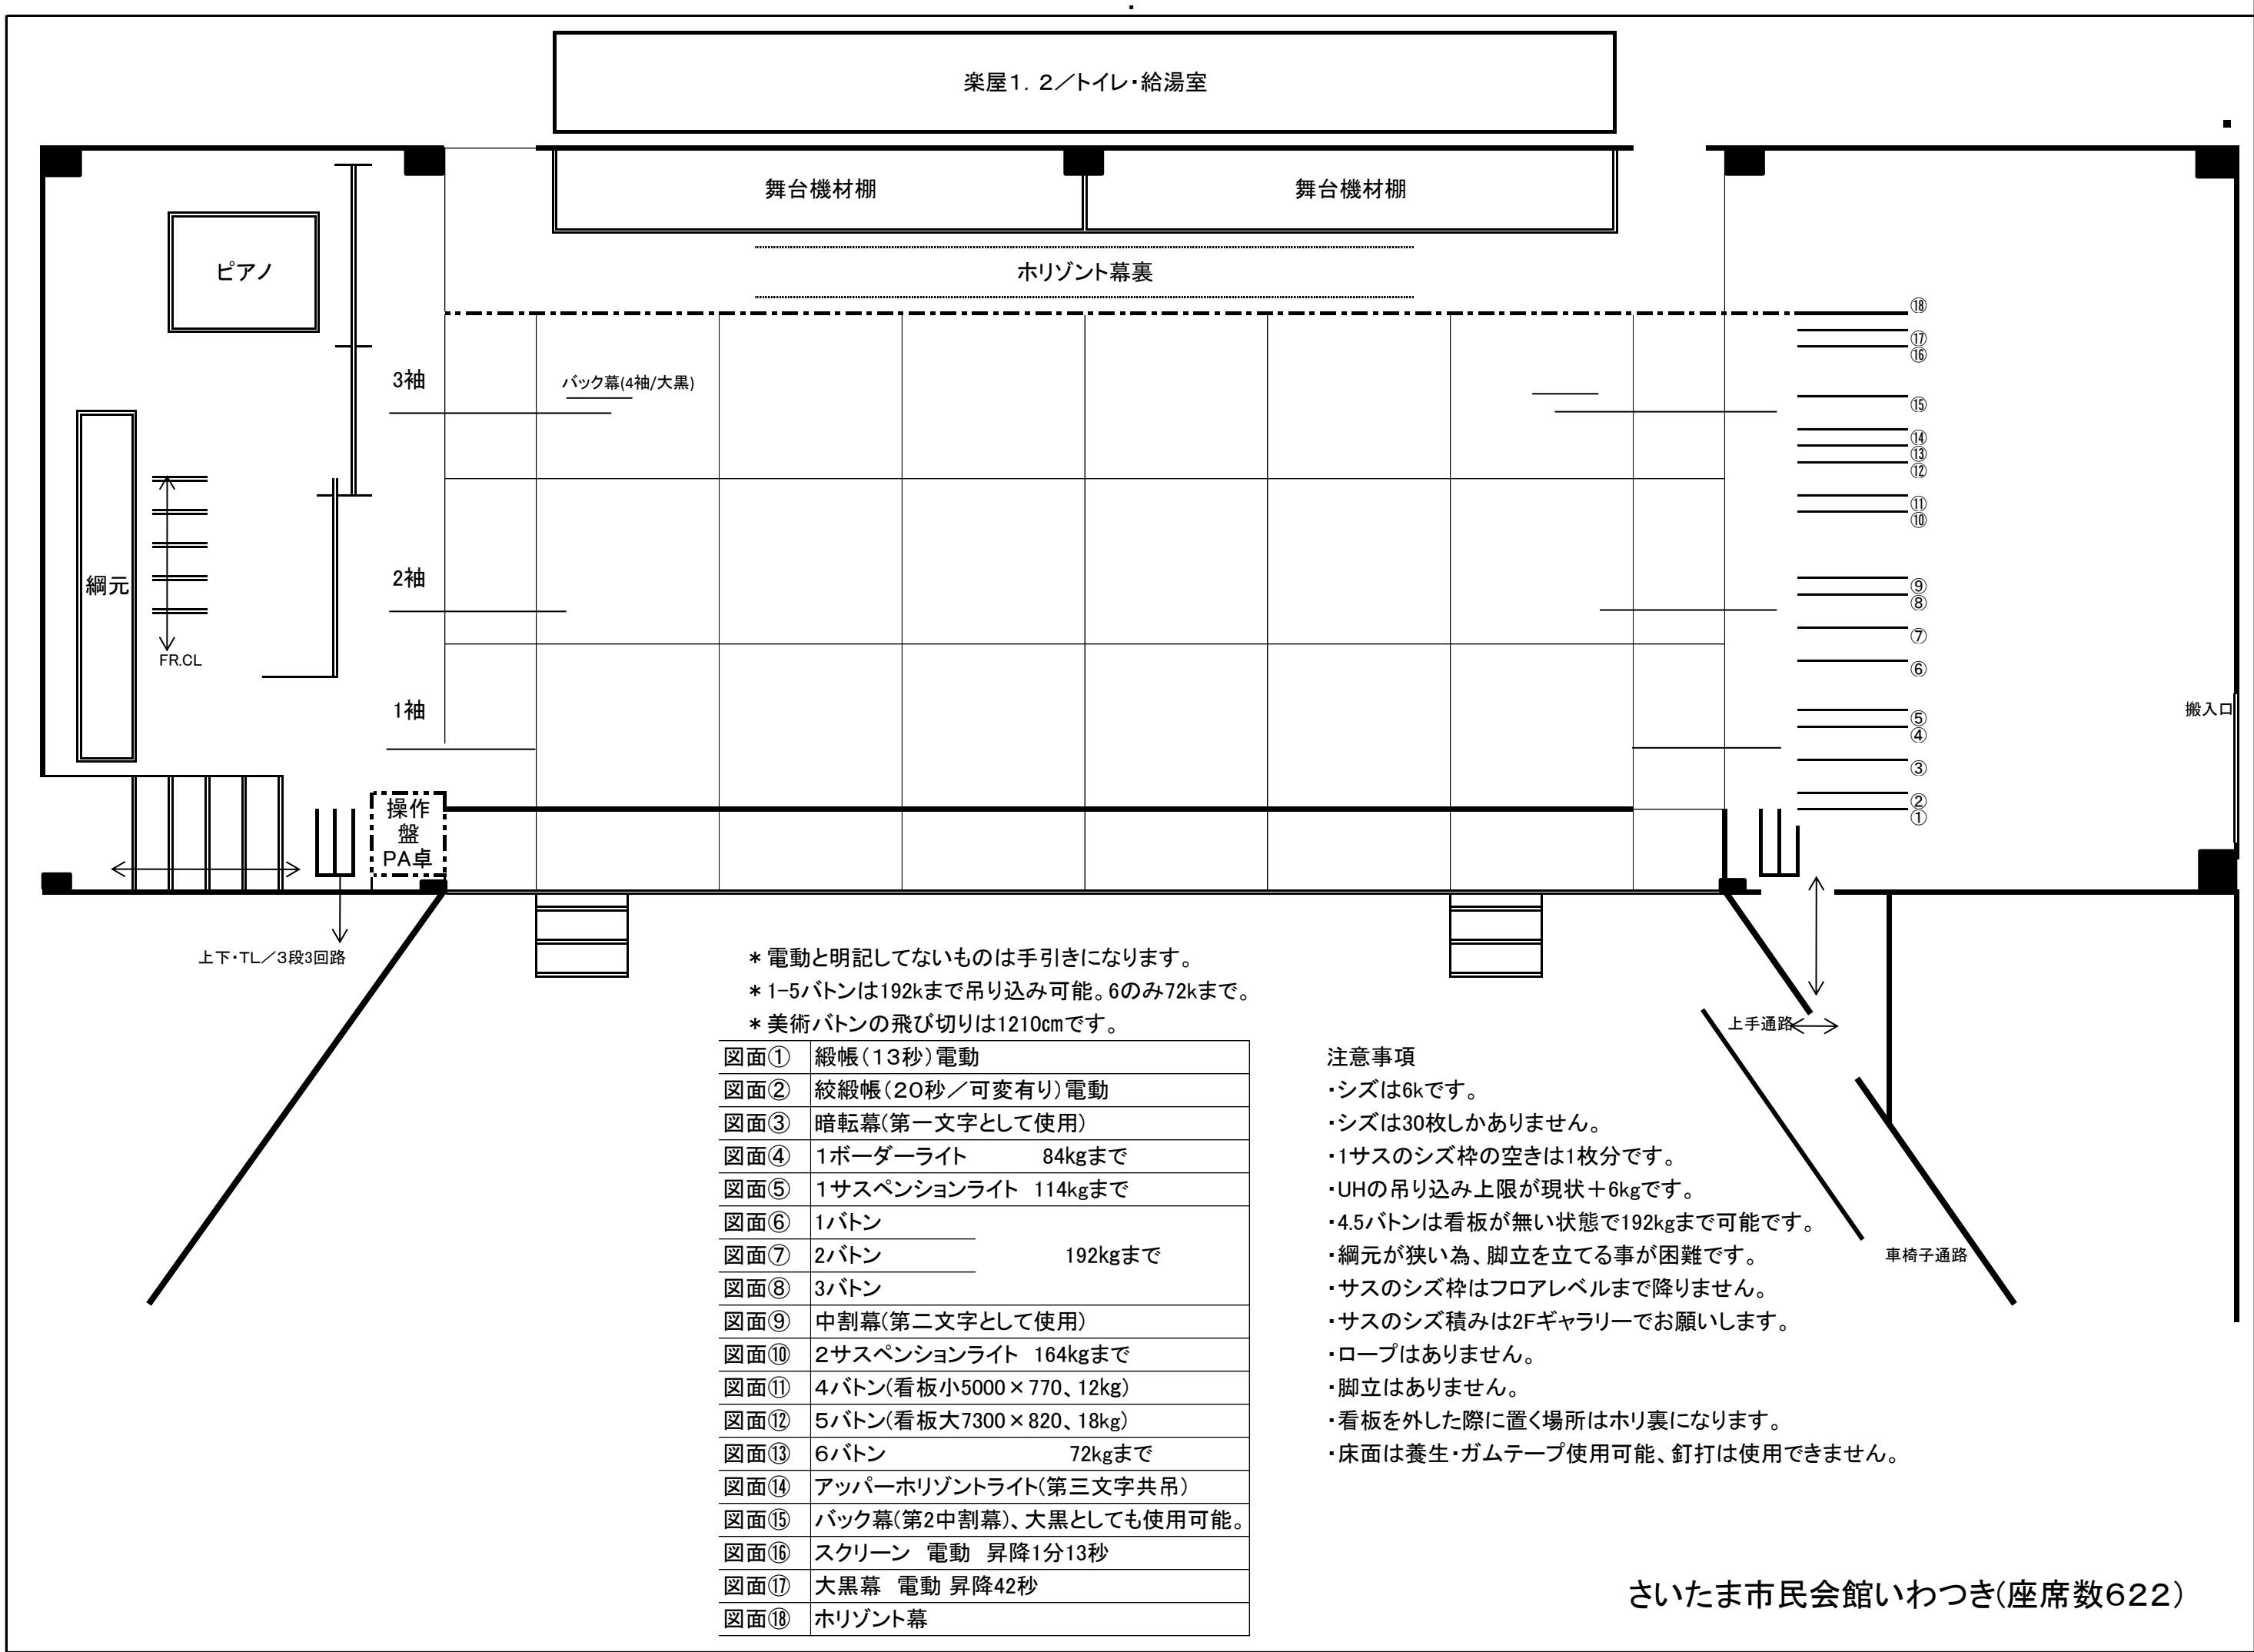 楽屋1．2／トイレ・給湯室
舞台機材棚
舞台機材棚
ピアノ
ホリゾント幕裏
3袖
バック幕(4袖/大黒)
2袖
綱元
FR.CL
1袖
操作
盤
PA卓
上下・TL／3段3回路
⑱
⑰
⑯
⑮
⑭
⑬
⑫
⑪
⑩
⑨
⑧
⑦
⑥
⑤
④
③
②
①
搬入口
上手通路
車椅子通路
＊電動と明記してないものは手引きになります。
＊1-5バトンは192kまで吊り込み可能。6のみ72kまで。
＊美術バトンの飛び切りは1210㎝です。
図面① 緞帳（13秒）電動
図面② 絞緞帳（20秒／可変有り）電動
図面③ 暗転幕(第一文字として使用)
図面④ 1ボーダーライト 84kgまで
図面⑤ 1サスペンションライト 114kgまで
図面⑥ 1バトン
図面⑦ 2バトン 192kgまで
図面⑧ 3バトン
図面⑨ 中割幕(第二文字として使用)
図面⑩ 2サスペンションライト 164kgまで
図面⑪ 4バトン(看板小5000×770、12kg)
図面⑫ 5バトン(看板大7300×820、18kg)
図面⑬ 6バトン 72kgまで
図面⑭ アッパーホリゾントライト(第三文字共吊)
図面⑮ バック幕(第2中割幕)、大黒としても使用可能。
図面⑯ スクリーン 電動 昇降1分13秒
図面⑰ 大黒幕 電動 昇降42秒
図面⑱ ホリゾント幕
注意事項
・シズは6kです。
・シズは30枚しかありません。
・1サスのシズ枠の空きは1枚分です。
・UHの吊り込み上限が現状＋6kgです。
・4.5バトンは看板が無い状態で192kgまで可能です。
・綱元が狭い為、脚立を立てる事が困難です。
・サスのシズ枠はフロアレベルまで降りません。
・サスのシズ積みは2Fギャラリーでお願いします。
・ロープはありません。
・脚立はありません。
・看板を外した際に置く場所はホリ裏になります。
・床面は養生・ガムテープ使用可能、釘打は使用できません。
さいたま市民会館いわつき(座席数622)